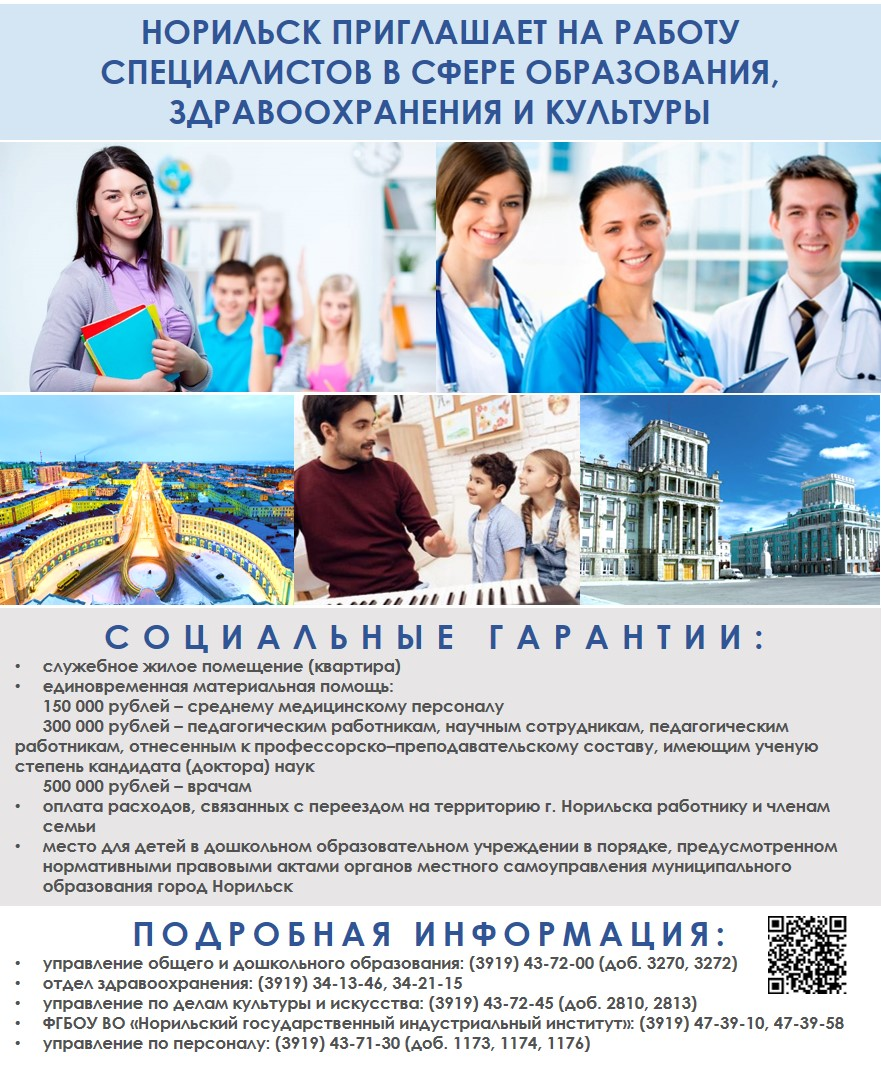 НОРИЛЬСК ПРИГЛАШАЕТ НА РАБОТУ
СПЕЦИАЛИСТОВ В СФЕРЕ ОБРАЗОВАНИЯ,
ЗДРАВООХРАНЕНИЯ И КУЛЬТУРЫ
СОЦИАЛЬНЫЕ ГАРАНТИИ:
• служебное жилое помещение (квартира)
• единовременная материальная помощь:
150 000 рублей – среднему медицинскому персоналу
300 000 рублей – педагогическим работникам, научным сотрудникам, педагогическим
работникам, отнесенным к профессорско–преподавательскому составу, имеющим ученую
степень кандидата (доктора) наук
500 000 рублей – врачам
• оплата расходов, связанных с переездом на территорию г. Норильска работнику и членам
семьи
• место для детей в дошкольном образовательном учреждении в порядке, предусмотренном
нормативными правовыми актами органов местного самоуправления муниципального
образования город Норильск
ПОДРОБНАЯ ИНФОРМАЦИЯ:
• управление общего и дошкольного образования: (3919) 43-72-00 (доб. 3270, 3272)
• отдел здравоохранения: (3919) 34-13-46, 34-21-15
• управление по делам культуры и искусства: (3919) 43-72-45 (доб. 2810, 2813)
• ФГБОУ ВО «Норильский государственный индустриальный институт»: (3919) 47-39-10, 47-39-58
• управление по персоналу: (3919) 43-71-30 (доб. 1173, 1174, 1176)